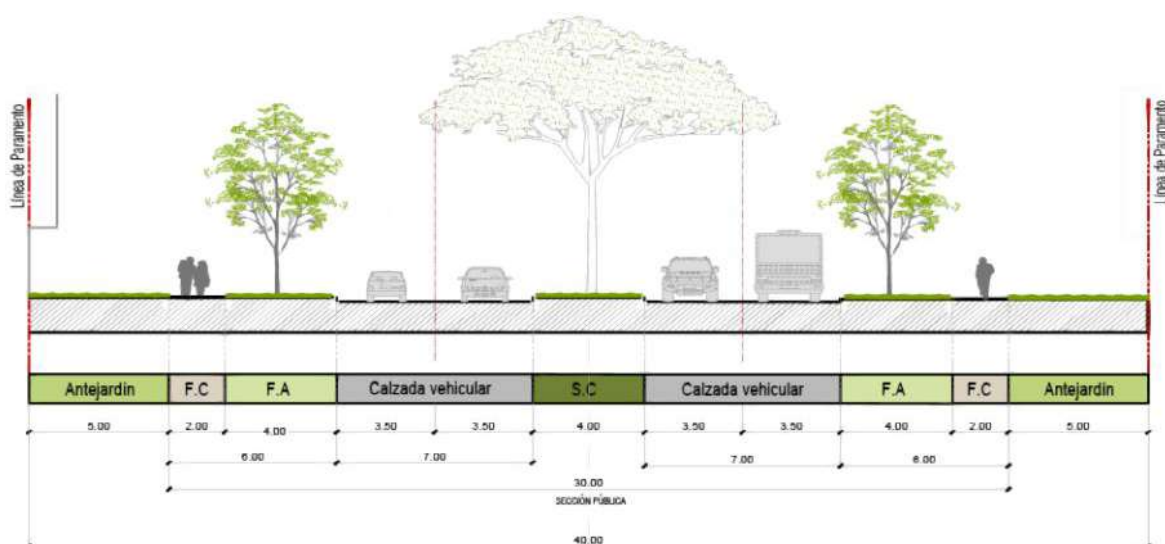 Línea de Paramento
Línea de Paramento
Antejardín F.C F.A Calzada vehicular S.C Calzada vehicular F.A F.C Antejardín
5.00 2.00 4.00 3.50 3.50 4.00 3.50 3.50 4.00 2.00 5.00
6.00 7.00 7.00 6.00
30.00
SECCIÓN PÚBLICA
40.00